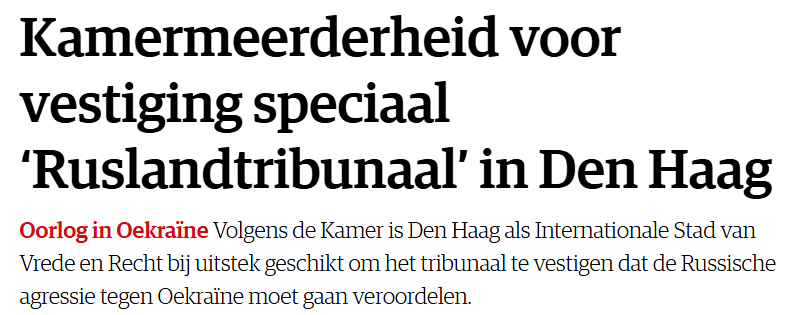 Kamermeerderheid voor
vestiging speciaal
‘Ruslandtribunaal’ in Den Haag
Oorlog in Oekraïne Volgens de Kamer is Den Haag als Internationale Stad van
Vrede en Recht bij uitstek geschikt om het tribunaal te vestigen dat de Russische
agressie tegen Oekraïne moet gaan veroordelen.